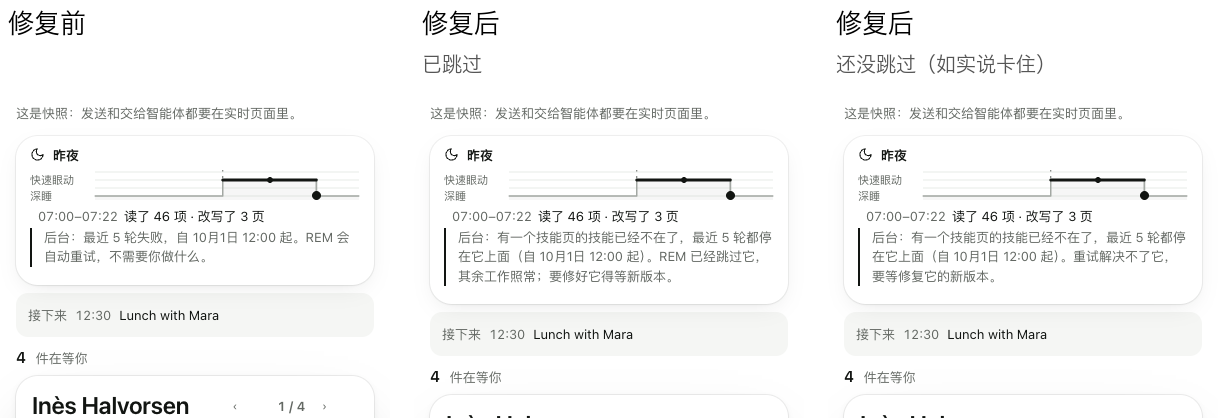 修复前
这是快照：发送和交给智能体都要在实时页面里。
昨夜
快速眼动
深睡
07:00–07:22 读了 46 项 · 改写了 3 页
后台：最近 5 轮失败，自 10月1日 12:00 起。REM 会
自动重试，不需要你做什么。
接下来 12:30 Lunch with Mara
4 件在等你
Inès Halvorsen ‹ 1 / 4 ›
修复后
已跳过
这是快照：发送和交给智能体都要在实时页面里。
昨夜
快速眼动
深睡
07:00–07:22 读了 46 项 · 改写了 3 页
后台：有一个技能页的技能已经不在了，最近 5 轮都停
在它上面（自 10月1日 12:00 起）。REM 已经跳过它，
其余工作照常；要修好它得等新版本。
接下来 12:30 Lunch with Mara
4 件在等你
修复后
还没跳过（如实说卡住）
这是快照：发送和交给智能体都要在实时页面里。
昨夜
快速眼动
深睡
07:00–07:22 读了 46 项 · 改写了 3 页
后台：有一个技能页的技能已经不在了，最近 5 轮都停
在它上面（自 10月1日 12:00 起）。重试解决不了它，
要等修复它的新版本。
接下来 12:30 Lunch with Mara
4 件在等你